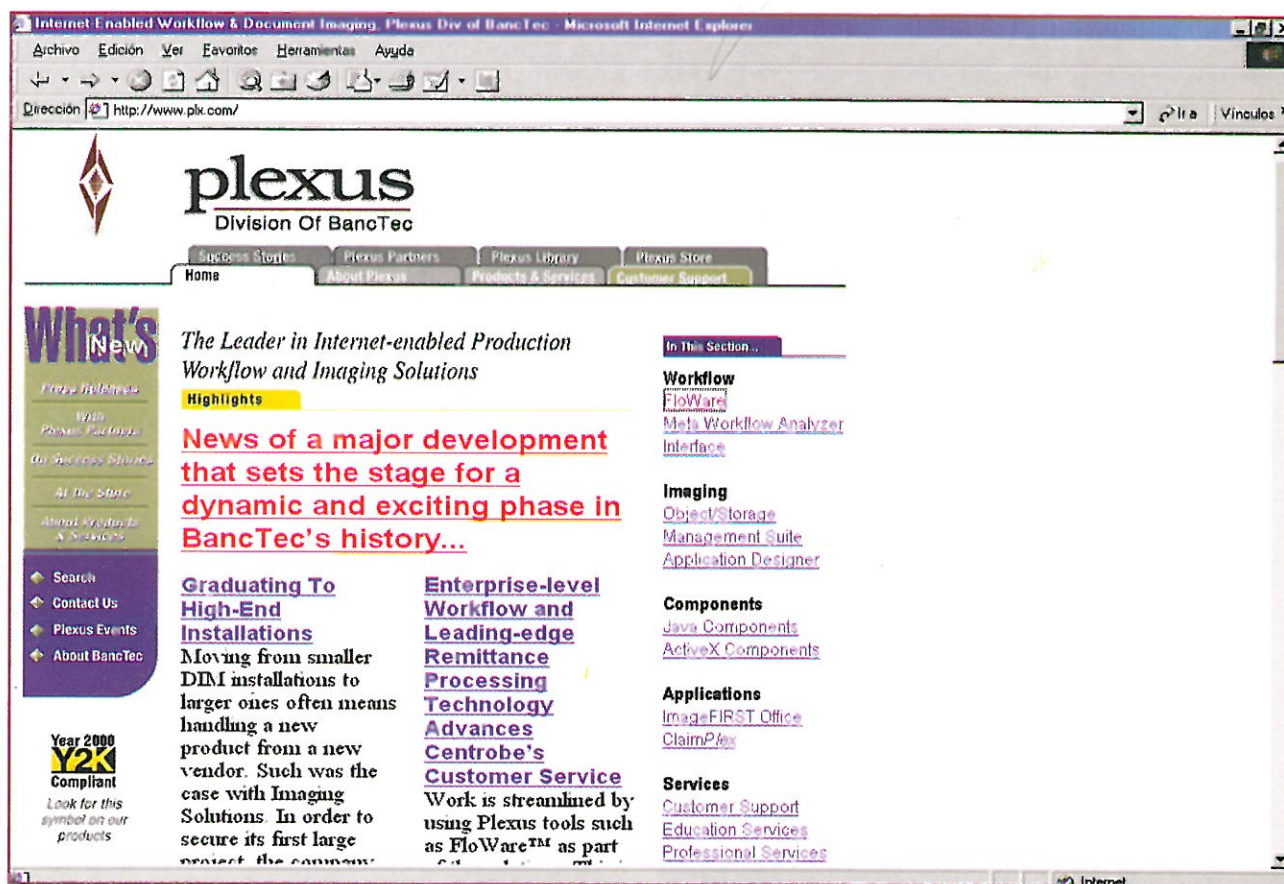 Internet-Enabled Workflow & Document Imaging, Plexus Div of BancTec - Microsoft Internet Explorer
Archivo Edición Ver Favoritos Herramientas Ayuda
Dirección http://www.plx.com/ Ir a Vínculos
plexus
Division Of BancTec
Success Stories Plexus Partners Plexus Library Plexus Store
Home About Plexus Products & Services Customer Support
What's
New
Press Releases
With
Plexus Partners
On Success Stories
At The Store
About Products
& Services
Search
Contact Us
Plexus Events
About BancTec
Year 2000
Y2K
Compliant
Look for this
symbol on our
products
The Leader in Internet-enabled Production
Workflow and Imaging Solutions
Highlights
News of a major development
that sets the stage for a
dynamic and exciting phase in
BancTec's history...
Graduating To
High-End
Installations
Moving from smaller
DIM installations to
larger ones often means
handling a new
product from a new
vendor. Such was the
case with Imaging
Solutions. In order to
secure its first large
project, the company
Enterprise-level
Workflow and
Leading-edge
Remittance
Processing
Technology
Advances
Centrobe's
Customer Service
Work is streamlined by
using Plexus tools such
as FloWare™ as part
In This Section...
Workflow
FloWare
Meta Workflow Analyzer
Interface
Imaging
Object/Storage
Management Suite
Application Designer
Components
Java Components
ActiveX Components
Applications
ImageFIRST Office
ClaimPlex
Services
Customer Support
Education Services
Professional Services
Internet